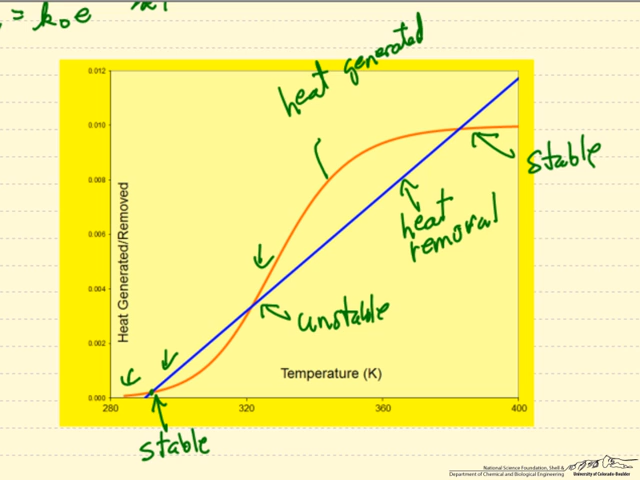 = k₀e
heat generated
0.012
0.010
stable
0.008
heat
removal
0.006
Heat Generated/Removed
0.004
unstable
0.002
Temperature (K)
0.000
280
320
360
400
stable
National Science Foundation, Shell &
Department of Chemical and Biological Engineering
University of Colorado Boulder